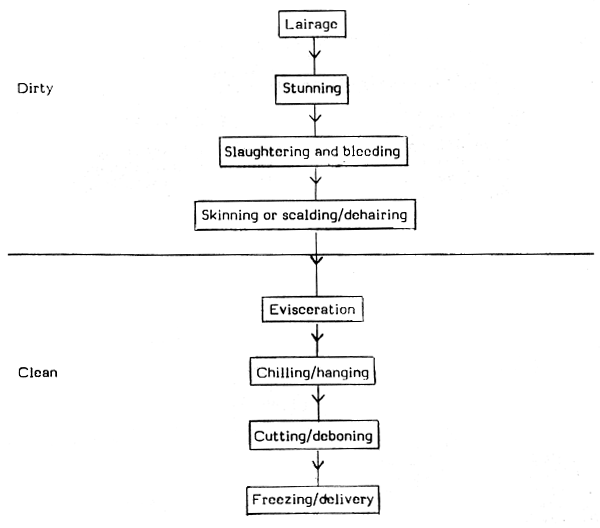 Lairage
Dirty
Stunning
Slaughtering and bleeding
Skinning or scalding/dehairing
Evisceration
Clean
Chilling/hanging
Cutting/deboning
Freezing/delivery